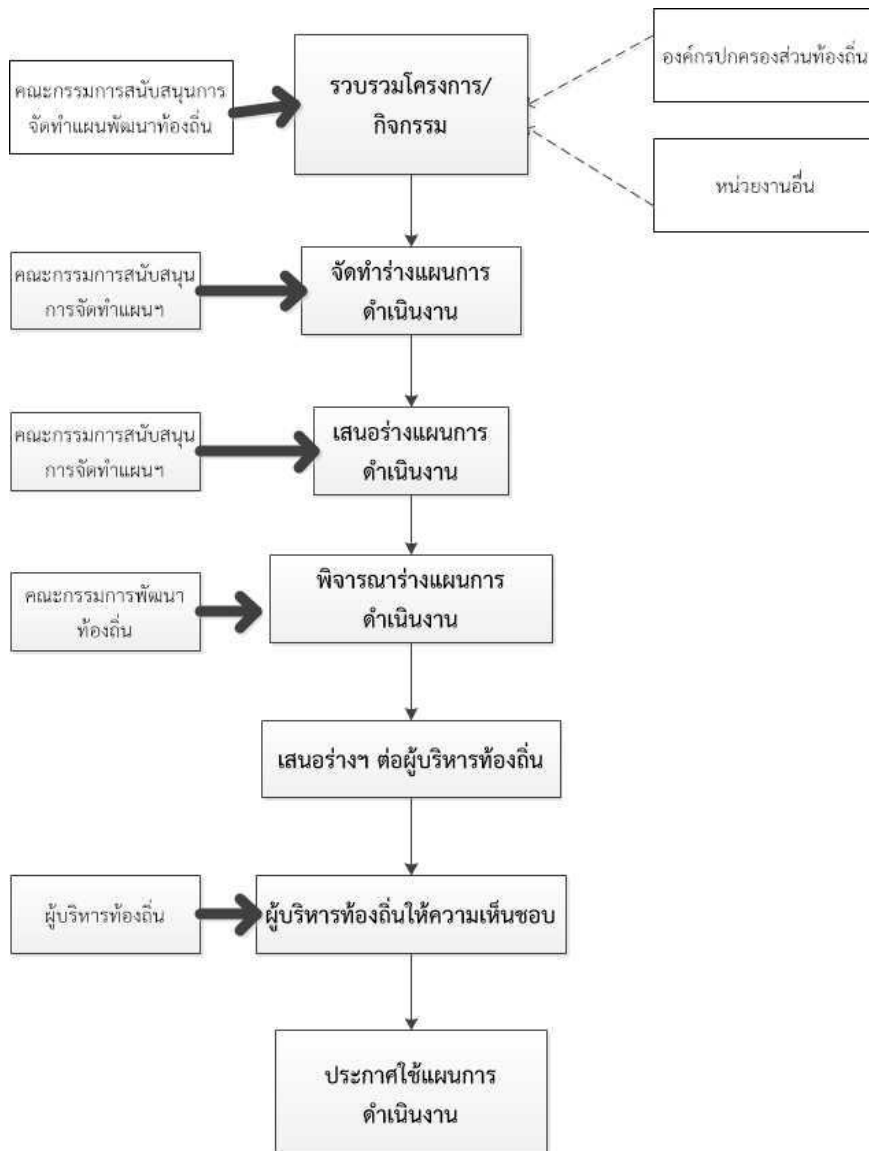 องค์กรปกครองส่วนท้องถิ่น
คณะกรรมการสนับสนุนการ
จัดทำแผนพัฒนาท้องถิ่น
รวบรวมโครงการ/
กิจกรรม
หน่วยงานอื่น
คณะกรรมการสนับสนุน
การจัดทำแผนฯ
จัดทำร่างแผนการ
ดำเนินงาน
คณะกรรมการสนับสนุน
การจัดทำแผนฯ
เสนอร่างแผนการ
ดำเนินงาน
คณะกรรมการพัฒนา
ท้องถิ่น
พิจารณาร่างแผนการ
ดำเนินงาน
เสนอร่างฯ ต่อผู้บริหารท้องถิ่น
ผู้บริหารท้องถิ่น
ผู้บริหารท้องถิ่นให้ความเห็นชอบ
ประกาศใช้แผนการ
ดำเนินงาน